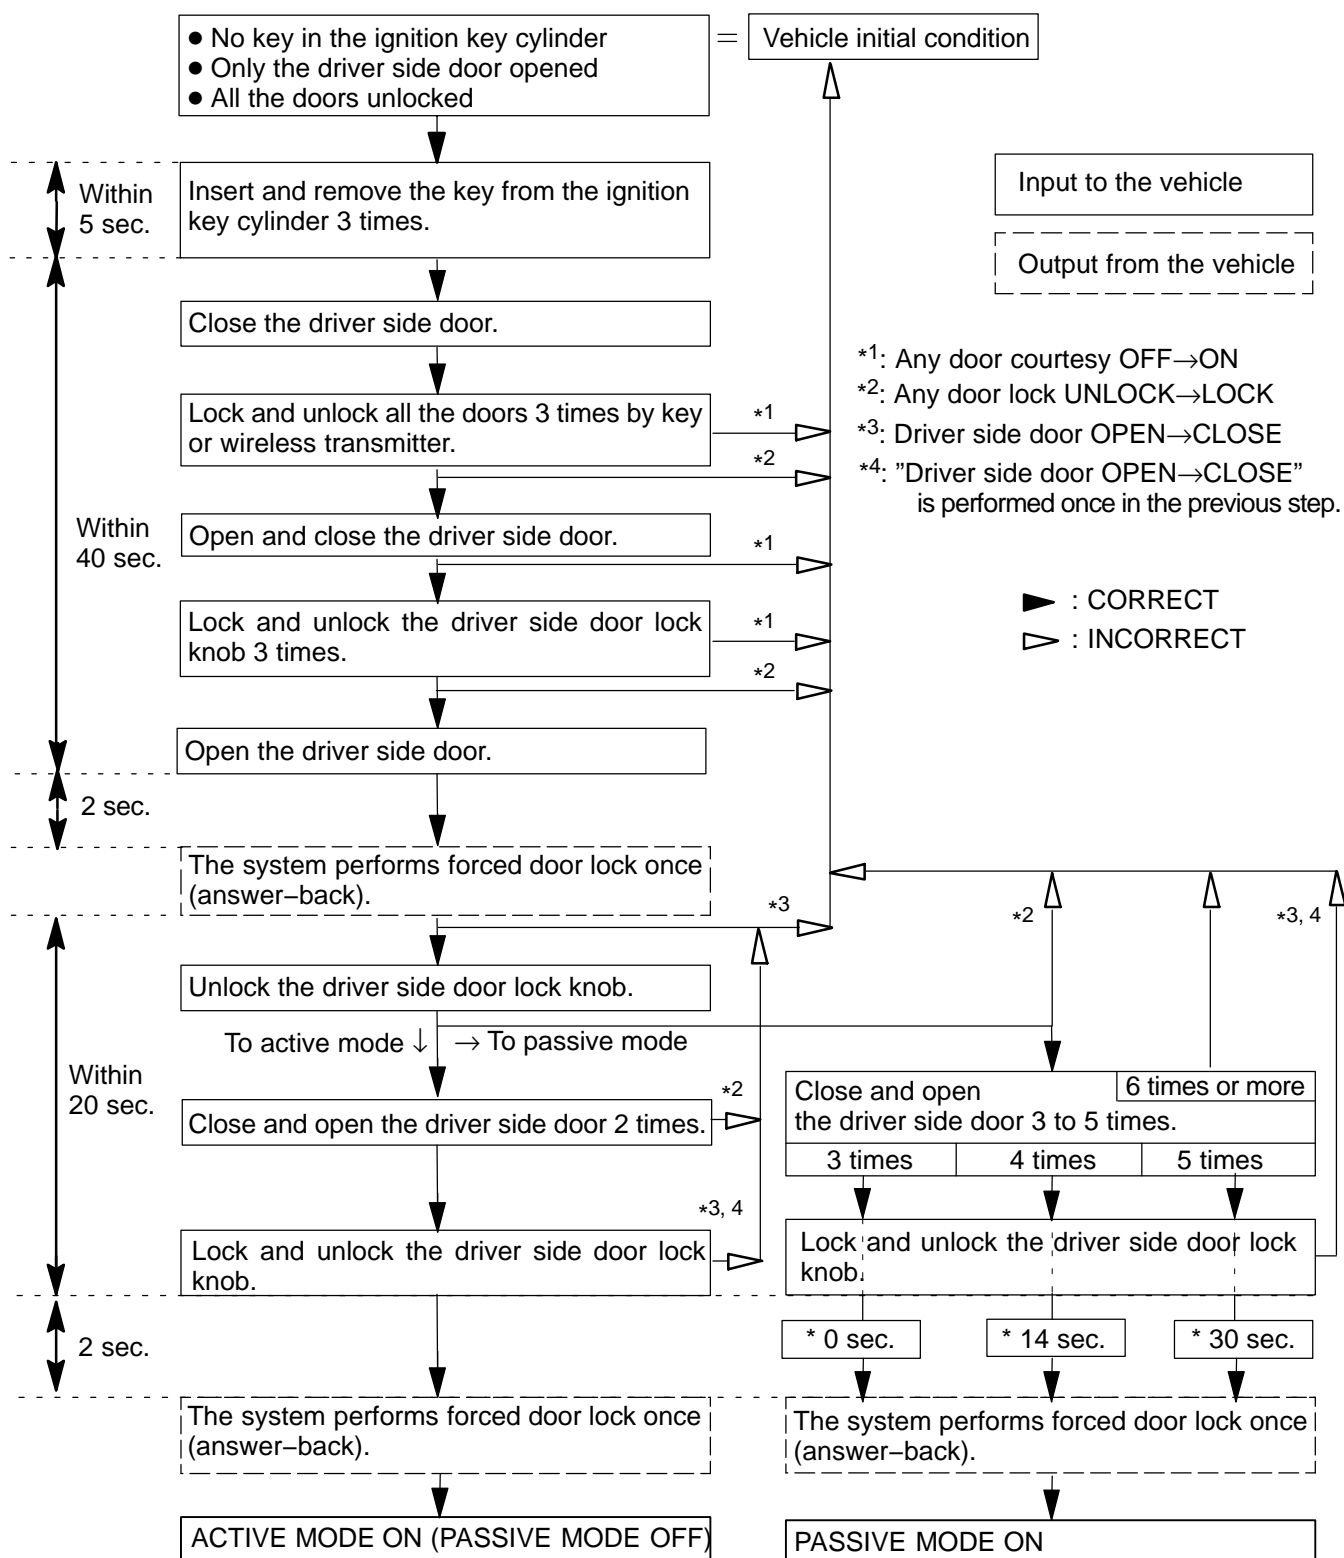 ● No key in the ignition key cylinder
● Only the driver side door opened
● All the doors unlocked
=
Vehicle initial condition
Within
5 sec.
Insert and remove the key from the ignition
key cylinder 3 times.
Input to the vehicle
Output from the vehicle
Close the driver side door.
*1: Any door courtesy OFF→ON
*2: Any door lock UNLOCK→LOCK
*3: Driver side door OPEN→CLOSE
*4: ”Driver side door OPEN→CLOSE”
is performed once in the previous step.
Lock and unlock all the doors 3 times by key
or wireless transmitter.
*1
*2
Within
40 sec.
Open and close the driver side door.
*1
: CORRECT
: INCORRECT
Lock and unlock the driver side door lock
knob 3 times.
*1
*2
Open the driver side door.
2 sec.
The system performs forced door lock once
(answer–back).
*3
*2
*3, 4
Unlock the driver side door lock knob.
To active mode ↓ → To passive mode
Within
20 sec.
*2
Close and open the driver side door 2 times.
Close and open
6 times or more
the driver side door 3 to 5 times.
3 times
4 times
5 times
*3, 4
Lock and unlock the driver side door lock
knob.
Lock and unlock the driver side door lock
knob.
2 sec.
* 0 sec.
* 14 sec.
* 30 sec.
The system performs forced door lock once
(answer–back).
The system performs forced door lock once
(answer–back).
ACTIVE MODE ON (PASSIVE MODE OFF)
PASSIVE MODE ON